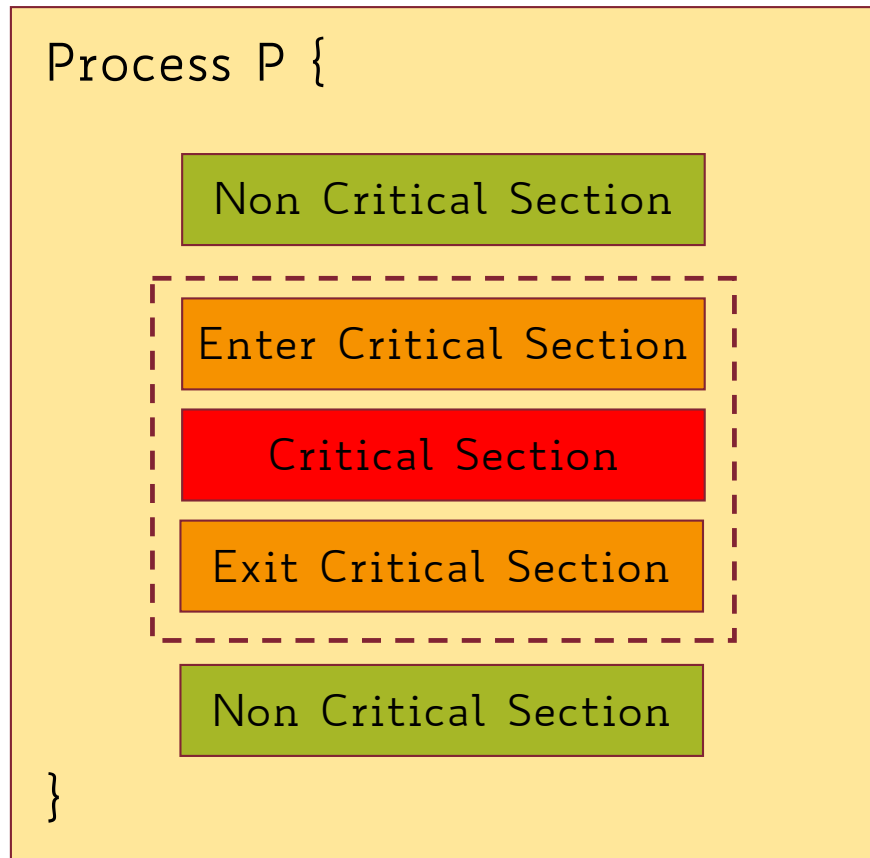 Process P {
Non Critical Section
Enter Critical Section
Critical Section
Exit Critical Section
Non Critical Section
}